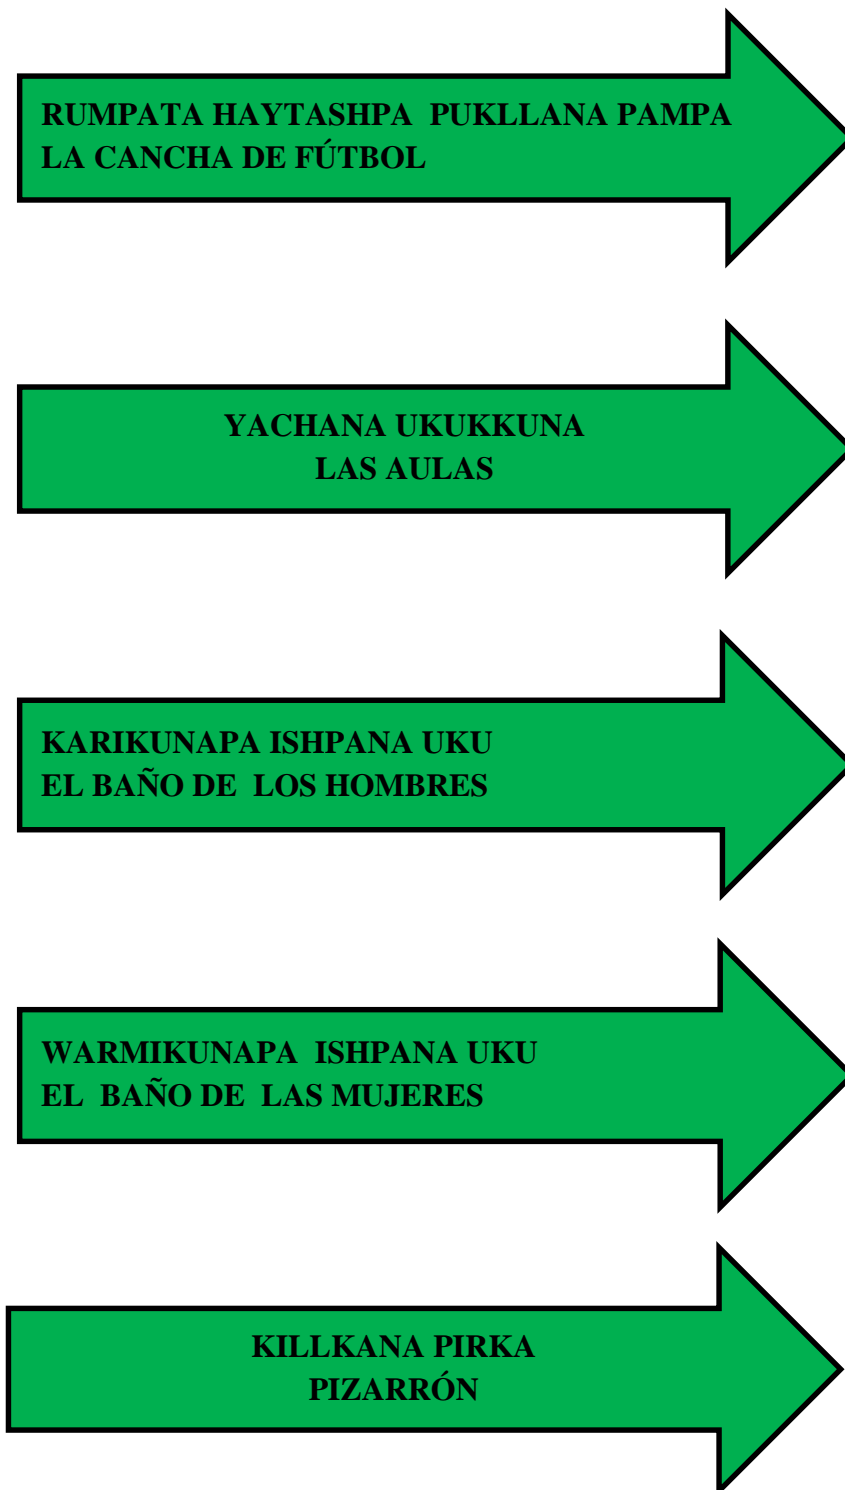 RUMPATA HAYTASHPA PUKLLANA PAMPA
LA CANCHA DE FÚTBOL
YACHANA UKUKKUNA
LAS AULAS
KARIKUNAPA ISHPANA UKU
EL BAÑO DE LOS HOMBRES
WARMIKUNAPA ISHPANA UKU
EL BAÑO DE LAS MUJERES
KILLKANA PIRKA
PIZARRÓN